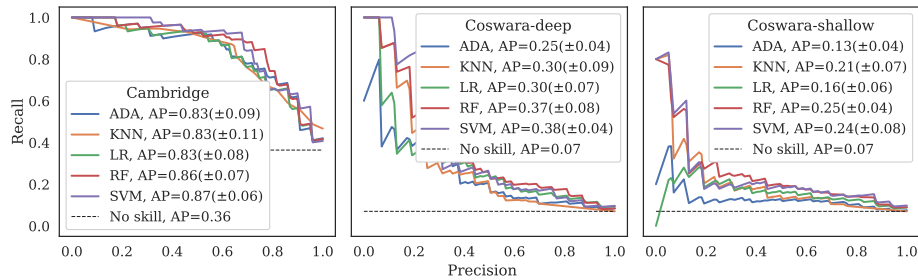 1.0
0.8
0.6
0.4
0.2
0.0
Recall
Cambridge
ADA, AP=0.83(±0.09)
KNN, AP=0.83(±0.11)
LR, AP=0.83(±0.08)
RF, AP=0.86(±0.07)
SVM, AP=0.87(±0.06)
No skill, AP=0.36
0.0 0.2 0.4 0.6 0.8 1.0
Coswara-deep
ADA, AP=0.25(±0.04)
KNN, AP=0.30(±0.09)
LR, AP=0.30(±0.07)
RF, AP=0.37(±0.08)
SVM, AP=0.38(±0.04)
No skill, AP=0.07
0.0 0.2 0.4 0.6 0.8 1.0
Coswara-shallow
ADA, AP=0.13(±0.04)
KNN, AP=0.21(±0.07)
LR, AP=0.16(±0.06)
RF, AP=0.25(±0.04)
SVM, AP=0.24(±0.08)
No skill, AP=0.07
0.0 0.2 0.4 0.6 0.8 1.0
Precision